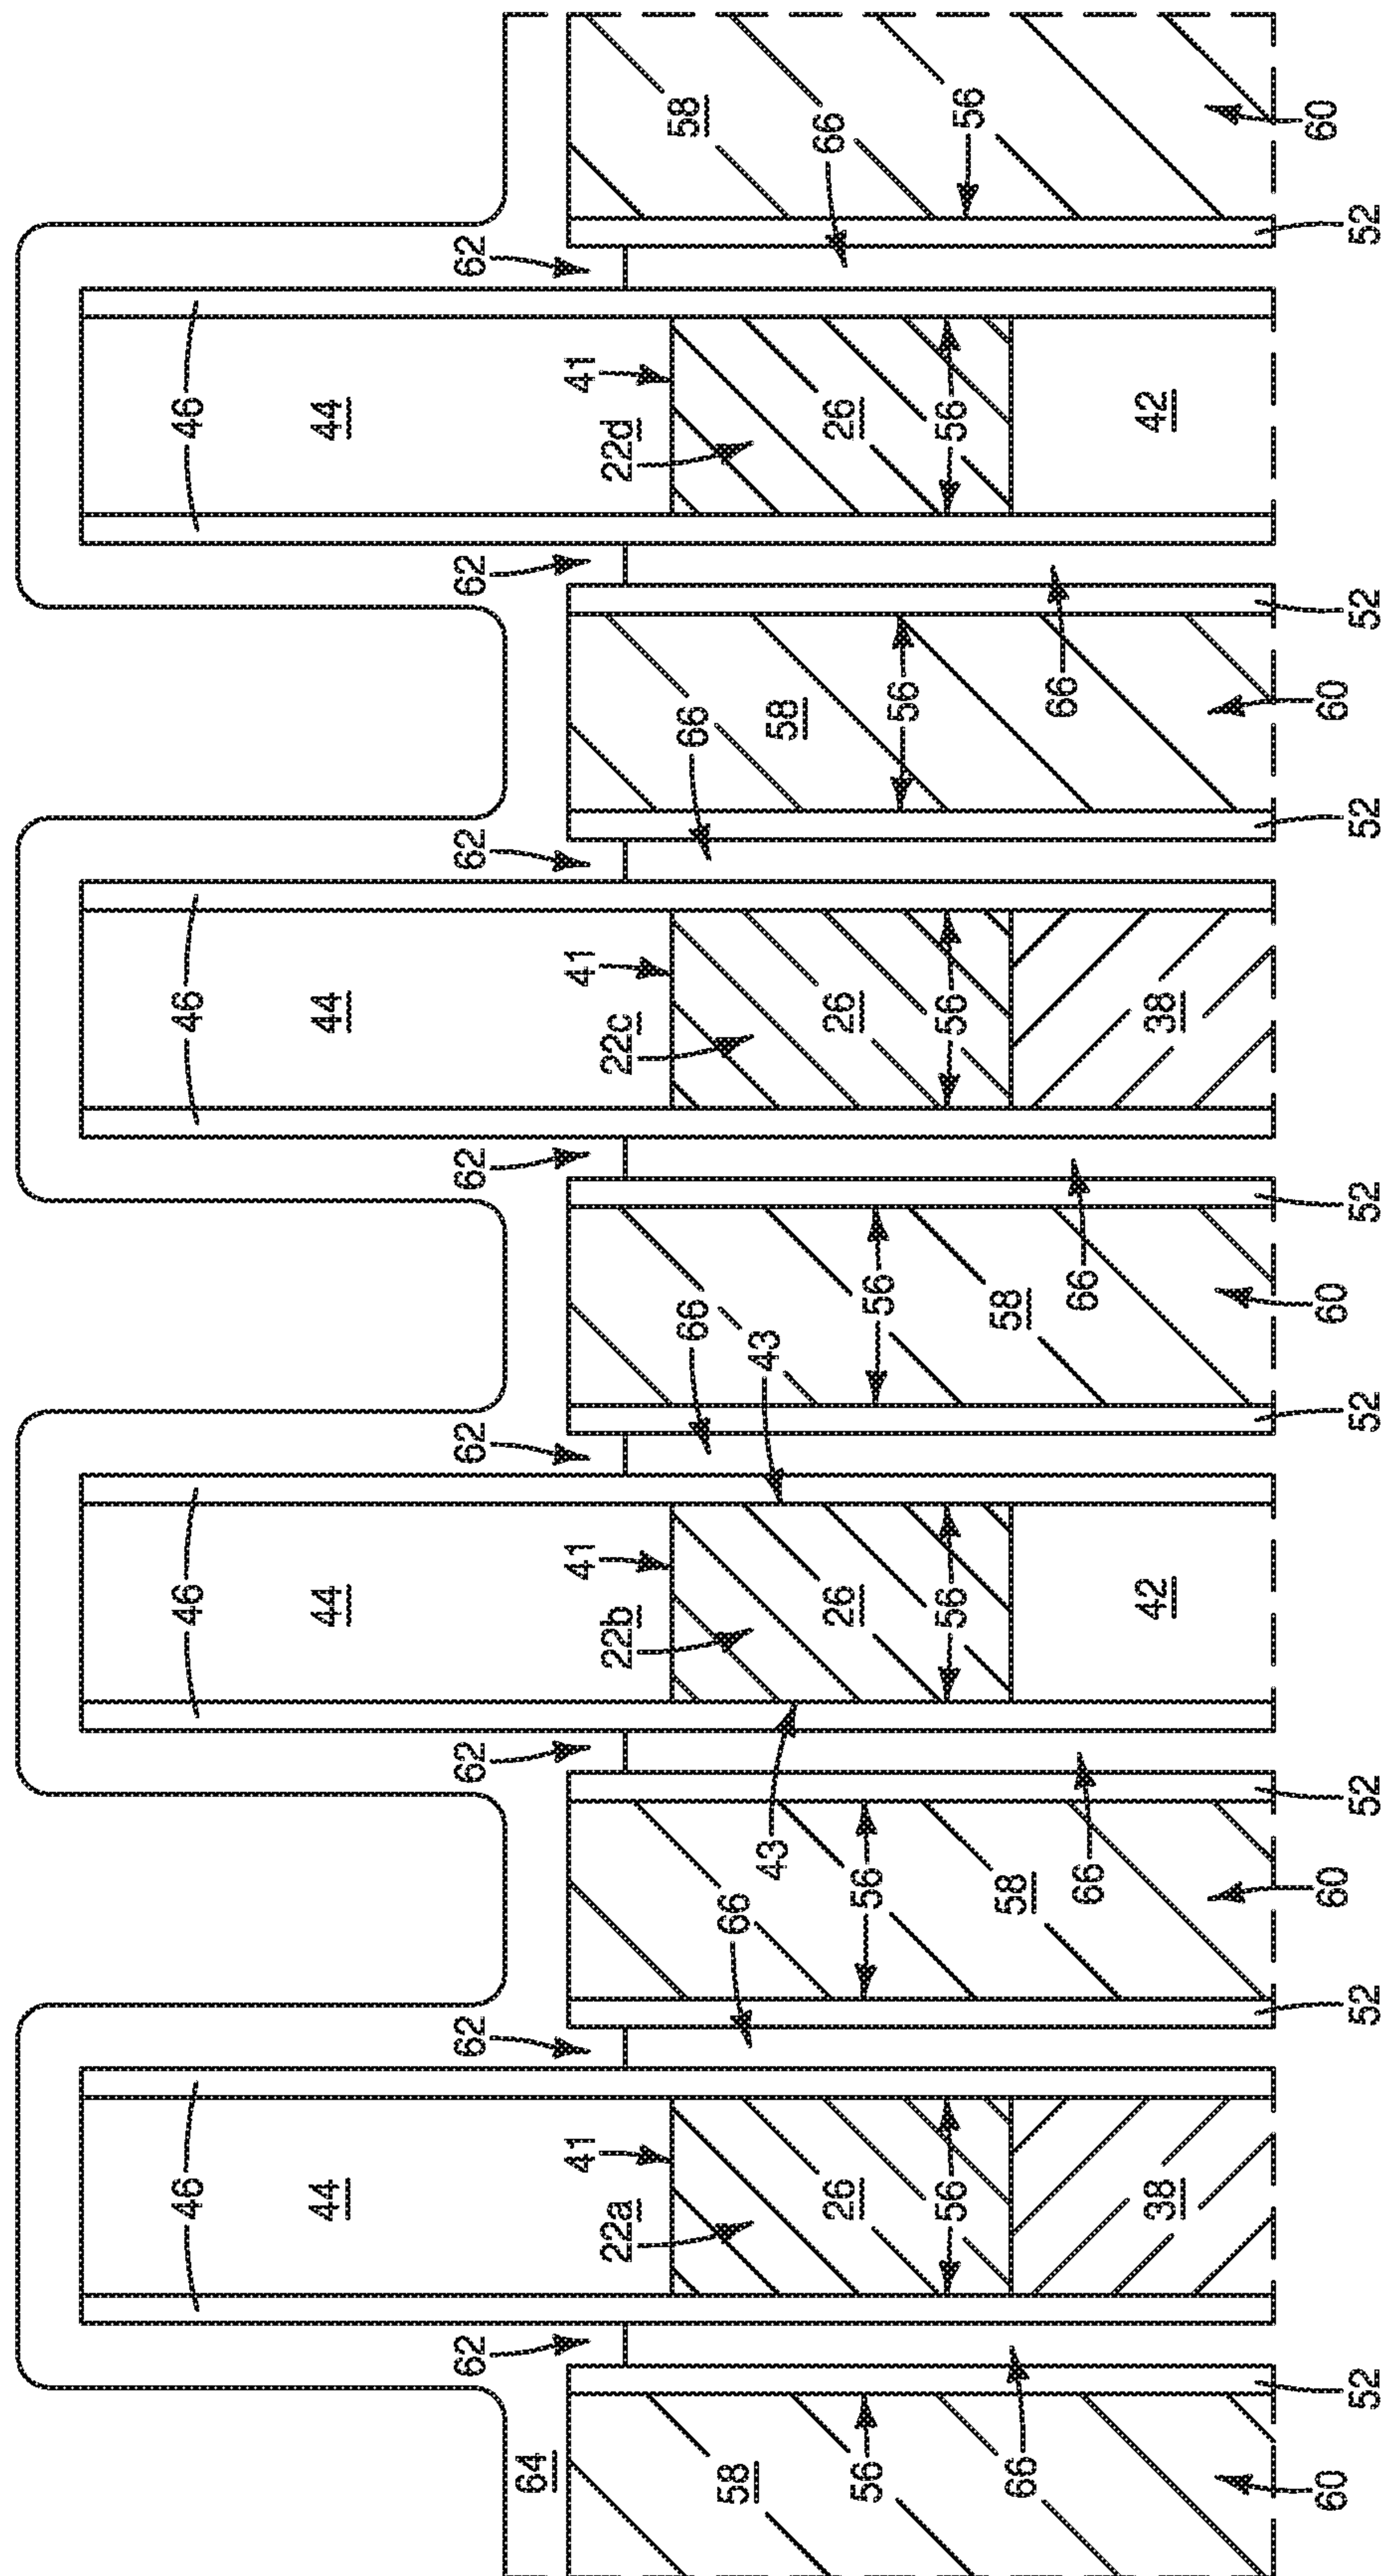 46 46 46 46
44 44 44 44
62 62 62 62 62 62 62 62
64
41 41 41 41
22a 22b 22c 22d
58 66 43 66 43 66 58 66 58
26 26 26 26
56 56 56 56 56 56 56 56 56
66 58 66 58 66 66
38 42 38 42
60 60 60 60 60
52 52 52 52 52 52 52 52